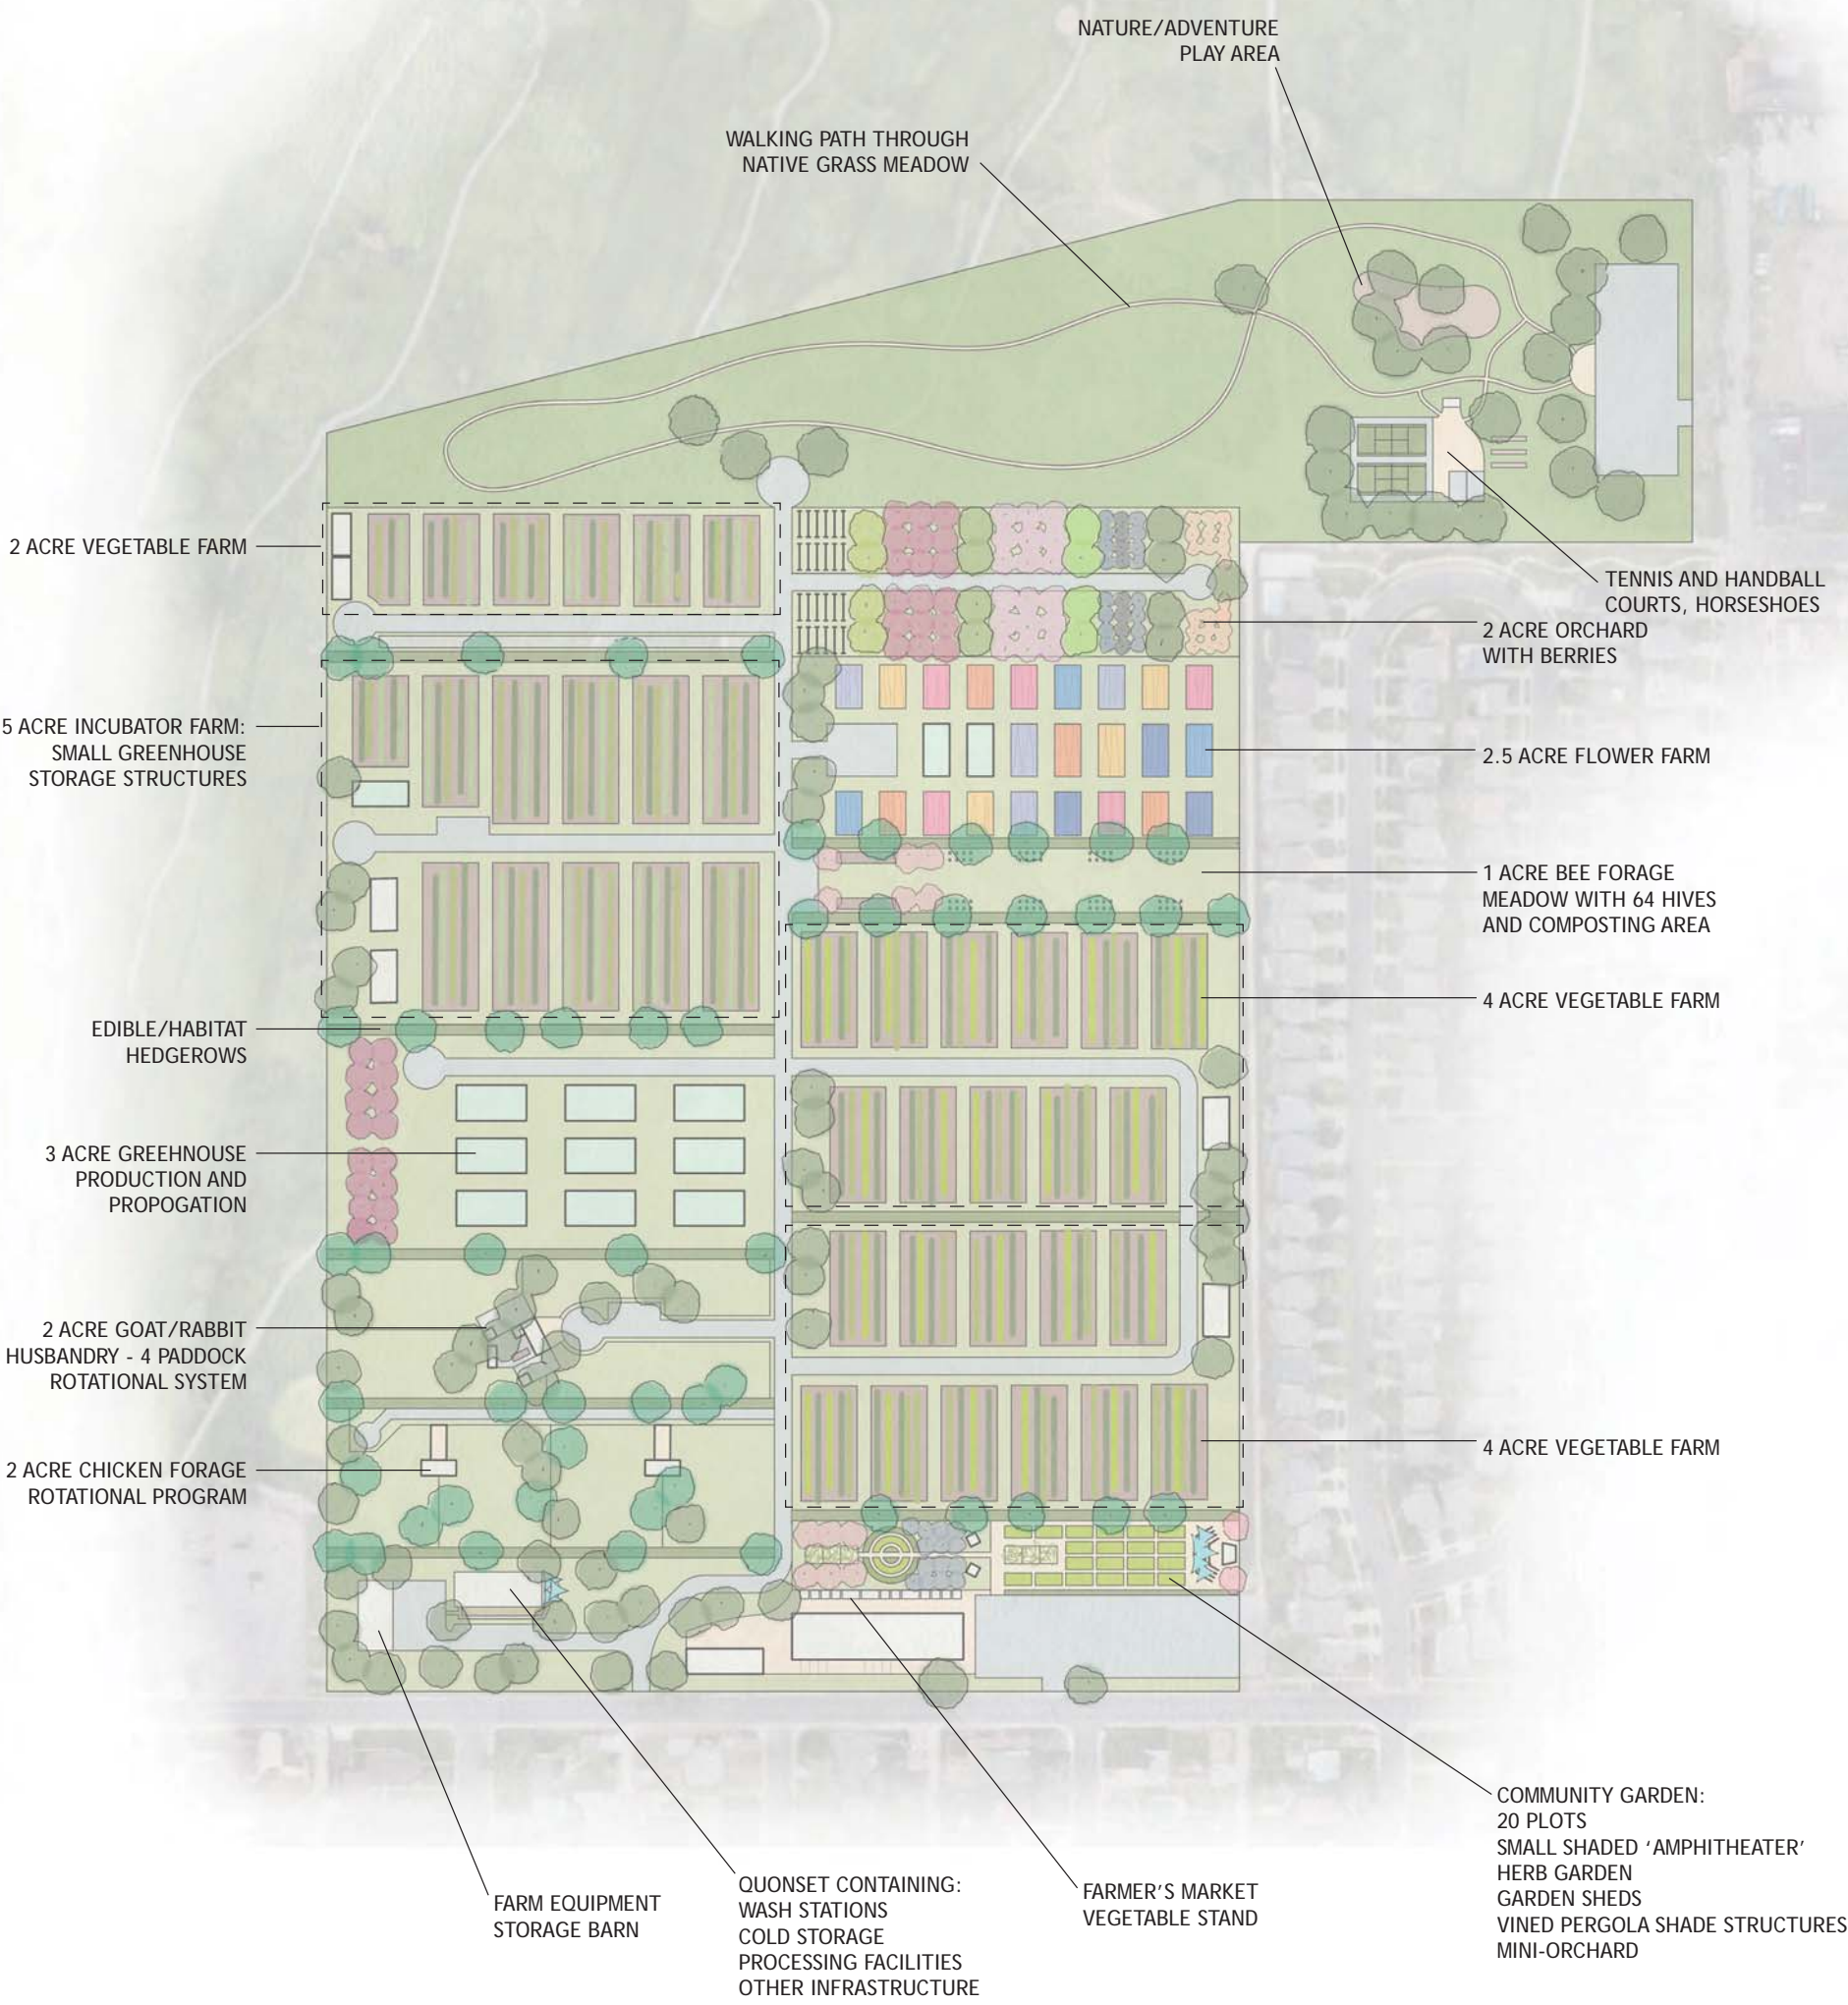 NATURE/ADVENTURE
PLAY AREA
WALKING PATH THROUGH
NATIVE GRASS MEADOW
2 ACRE VEGETABLE FARM
TENNIS AND HANDBALL
COURTS, HORSESHOES
2 ACRE ORCHARD
WITH BERRIES
5 ACRE INCUBATOR FARM:
SMALL GREENHOUSE
STORAGE STRUCTURES
2.5 ACRE FLOWER FARM
1 ACRE BEE FORAGE
MEADOW WITH 64 HIVES
AND COMPOSTING AREA
4 ACRE VEGETABLE FARM
EDIBLE/HABITAT
HEDGEROWS
3 ACRE GREEHNOUSE
PRODUCTION AND
PROPOGATION
2 ACRE GOAT/RABBIT
HUSBANDRY - 4 PADDOCK
ROTATIONAL SYSTEM
4 ACRE VEGETABLE FARM
2 ACRE CHICKEN FORAGE
ROTATIONAL PROGRAM
FARM EQUIPMENT
STORAGE BARN
QUONSET CONTAINING:
WASH STATIONS
COLD STORAGE
PROCESSING FACILITIES
OTHER INFRASTRUCTURE
FARMER'S MARKET
VEGETABLE STAND
COMMUNITY GARDEN:
20 PLOTS
SMALL SHADED ‘AMPHITHEATER’
HERB GARDEN
GARDEN SHEDS
VINED PERGOLA SHADE STRUCTURES
MINI-ORCHARD